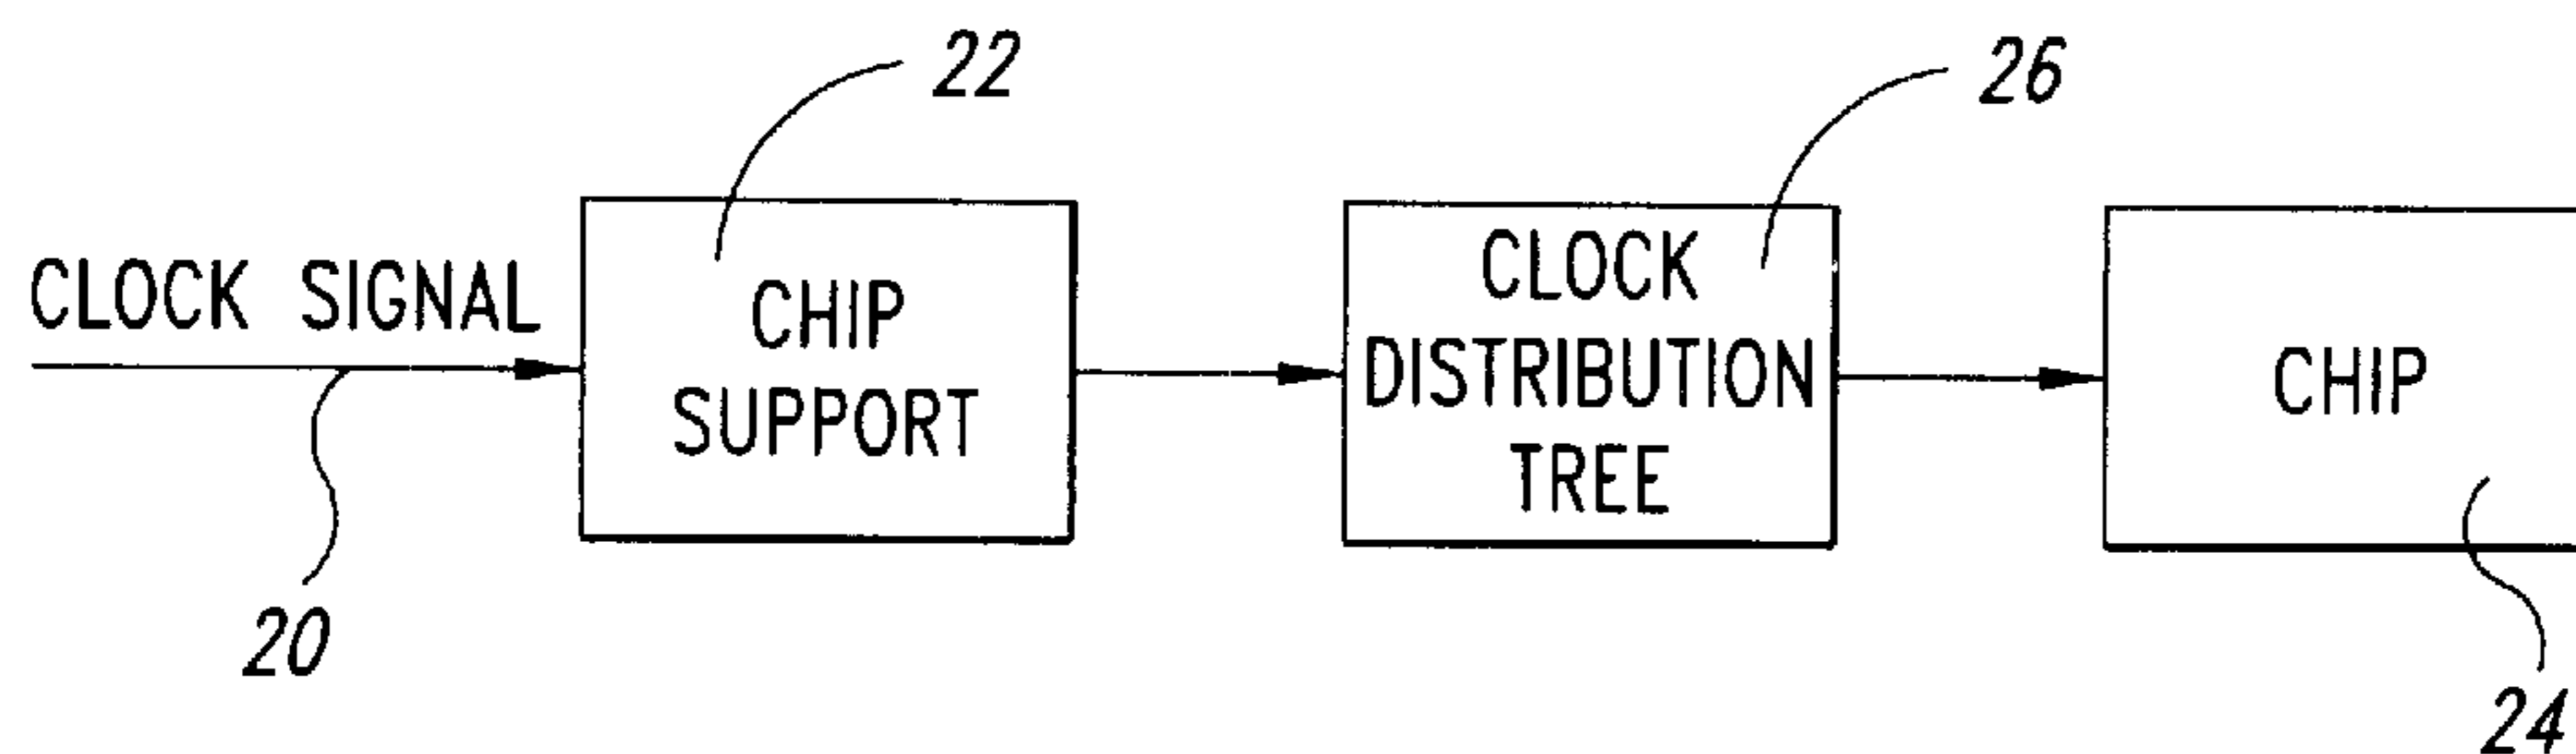 22
26
CLOCK SIGNAL
CHIP
SUPPORT
CLOCK
DISTRIBUTION
TREE
CHIP
20
24